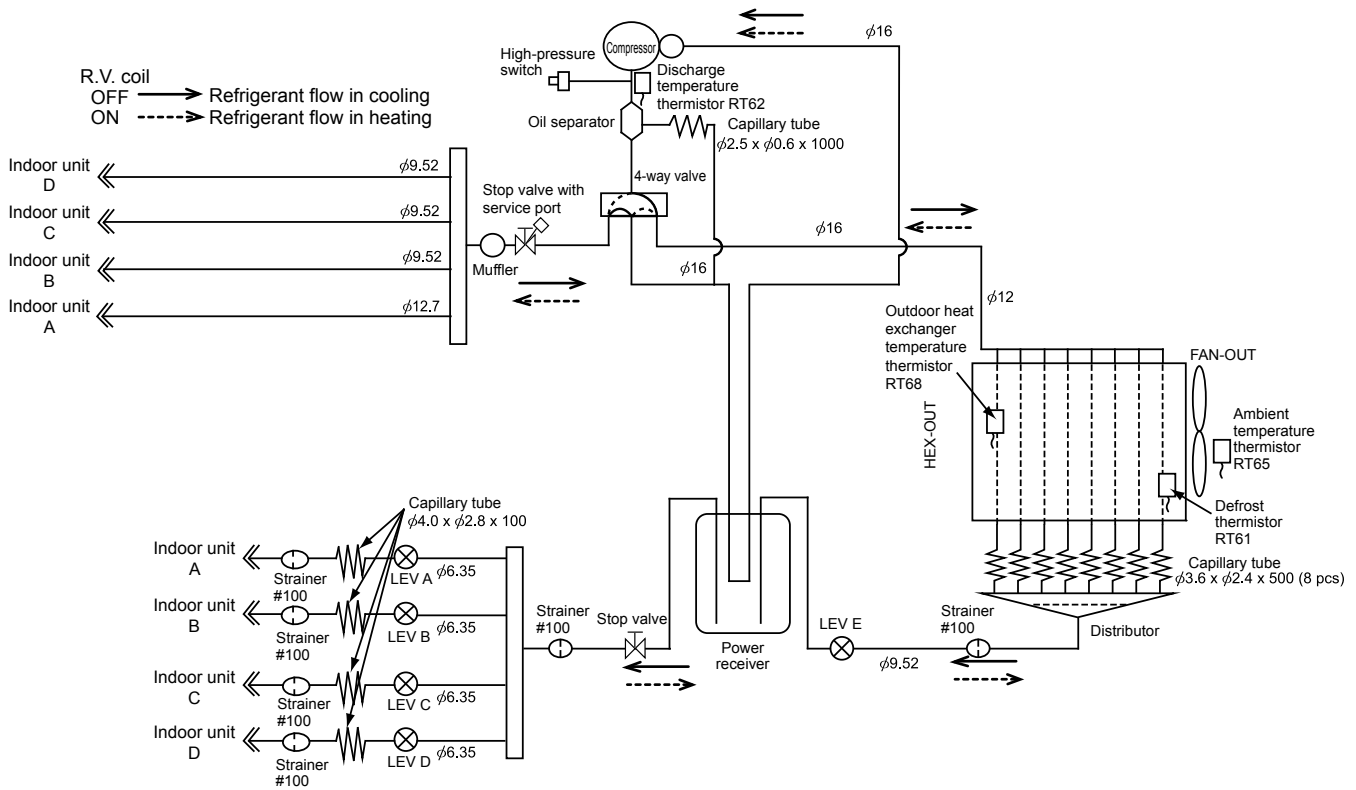 R.V. coil
OFF
Refrigerant flow in cooling
ON
Refrigerant flow in heating
Compressor
ϕ16
High-pressure
switch
Discharge
temperature
thermistor RT62
Oil separator
Capillary tube
ϕ2.5 x ϕ0.6 x 1000
4-way valve
Indoor unit
D
ϕ9.52
Indoor unit
C
ϕ9.52
Indoor unit
B
ϕ9.52
Indoor unit
A
ϕ12.7
Stop valve with
service port
Muffler
ϕ16
ϕ16
ϕ12
Outdoor heat
exchanger
temperature
thermistor
RT68
HEX-OUT
FAN-OUT
Ambient
temperature
thermistor
RT65
Defrost
thermistor
RT61
Capillary tube
ϕ3.6 x ϕ2.4 x 500 (8 pcs)
Distributor
Strainer
#100
ϕ9.52
LEV E
Power
receiver
Stop valve
Strainer
#100
Capillary tube
ϕ4.0 x ϕ2.8 x 100
Indoor unit
A
Strainer
#100
LEV A
ϕ6.35
Indoor unit
B
Strainer
#100
LEV B
ϕ6.35
Indoor unit
C
Strainer
#100
LEV C
ϕ6.35
Indoor unit
D
Strainer
#100
LEV D
ϕ6.35